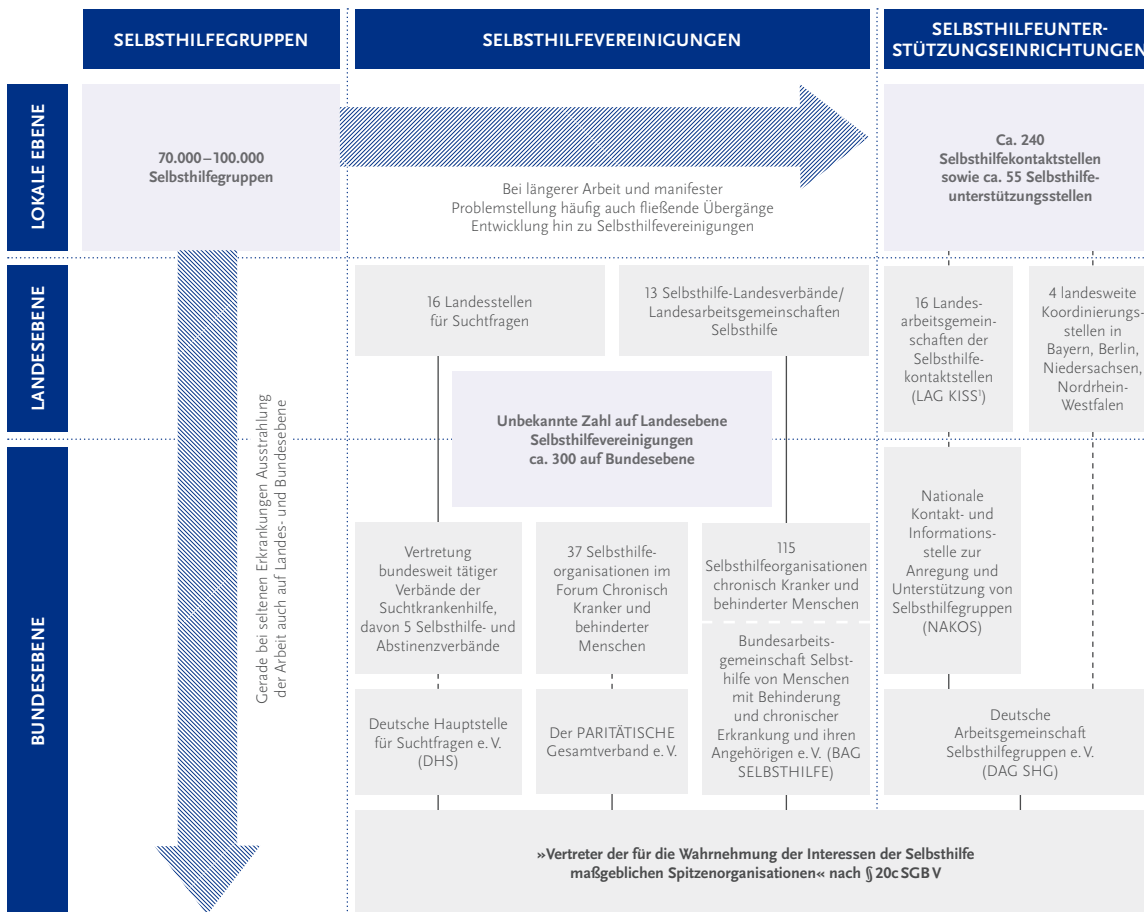 SELBSTHILFEGRUPPEN
SELBSTHILFEVEREINIGUNGEN
SELBSTHILFEUNTER-
STÜTZUNGSEINRICHTUNGEN
LOKALE EBENE
70.000–100.000
Selbsthilfegruppen
Bei längerer Arbeit und manifester
Problemstellung häufig auch fließende Übergänge
Entwicklung hin zu Selbsthilfevereinigungen
Ca. 240
Selbsthilfekontaktstellen
sowie ca. 55 Selbsthilfe-
unterstützungsstellen
LANDESEBENE
16 Landesstellen
für Suchtfragen
13 Selbsthilfe-Landesverbände/
Landesarbeitsgemeinschaften
Selbsthilfe
16 Landes-
arbeitsgemein-
schaften der
Selbsthilfe-
kontaktstellen
(LAG KISS¹)
4 landesweite
Koordinierungs-
stellen in
Bayern, Berlin,
Niedersachsen,
Nordrhein-
Westfalen
Unbekannte Zahl auf Landesebene
Selbsthilfevereinigungen
ca. 300 auf Bundesebene
Gerade bei seltenen Erkrankungen Ausstrahlung
der Arbeit auch auf Landes- und Bundesebene
BUNDESEBENE
Vertretung
bundesweit tätiger
Verbände der
Suchtkrankenhilfe,
davon 5 Selbsthilfe- und
Abstinenzverbände
37 Selbsthilfe-
organisationen im
Forum Chronisch
Kranker und
behinderter
Menschen
115
Selbsthilfeorganisationen
chronisch Kranker und
behinderter Menschen
Bundesarbeits-
gemeinschaft Selbst-
hilfe von Menschen
mit Behinderung
und chronischer
Erkrankung und ihren
Angehörigen e. V. (BAG
SELBSTHILFE)
Nationale
Kontakt- und
Informations-
stelle zur
Anregung und
Unterstützung von
Selbsthilfegruppen
(NAKOS)
Deutsche Hauptstelle
für Suchtfragen e. V.
(DHS)
Der PARITÄTISCHE
Gesamtverband e. V.
Deutsche
Arbeitsgemeinschaft
Selbsthilfegruppen e. V.
(DAG SHG)
»Vertreter der für die Wahrnehmung der Interessen der Selbsthilfe
maßgeblichen Spitzenorganisationen« nach § 20c SGB V